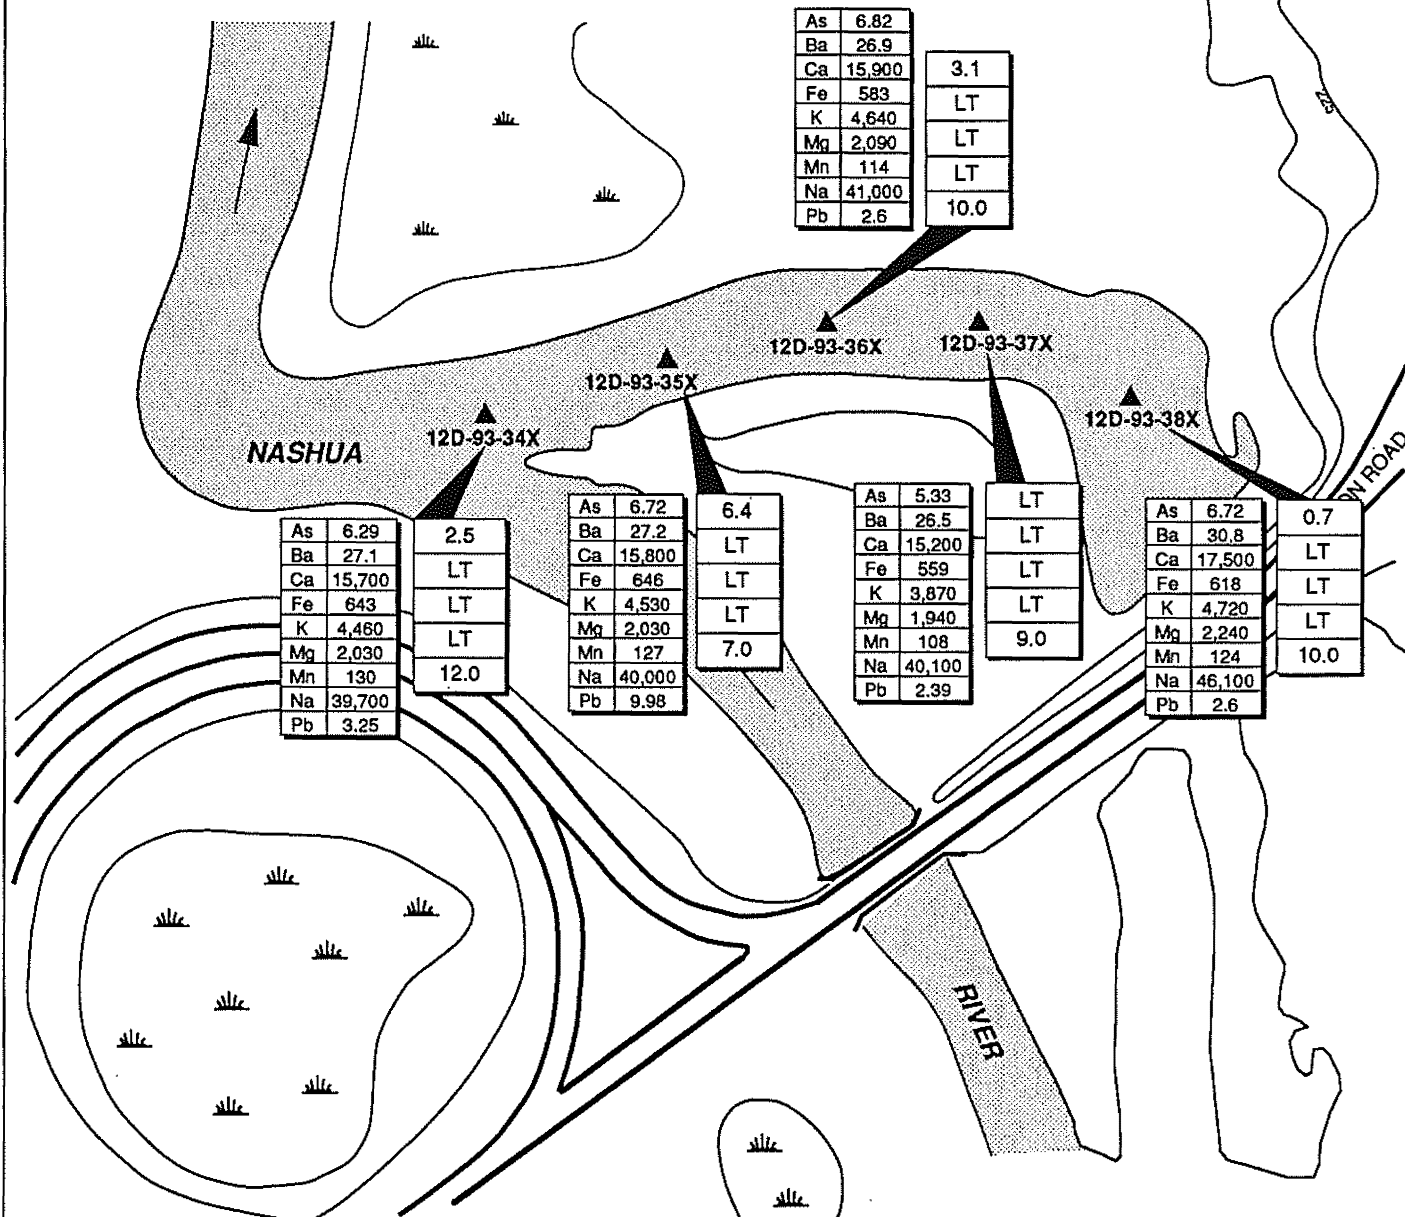 As 6.82
Ba 26.9
Ca 15,900
Fe 583
K 4,640
Mg 2,090
Mn 114
Na 41,000
Pb 2.6
3.1
LT
LT
LT
10.0
225
12D-93-36X
12D-93-37X
12D-93-35X
12D-93-38X
12D-93-34X
NASHUA
ON ROAD
As 6.29
Ba 27.1
Ca 15,700
Fe 643
K 4,460
Mg 2,030
Mn 130
Na 39,700
Pb 3.25
2.5
LT
LT
LT
12.0
As 6.72
Ba 27.2
Ca 15,800
Fe 646
K 4,530
Mg 2,030
Mn 127
Na 40,000
Pb 9.98
6.4
LT
LT
LT
7.0
As 5.33
Ba 26.5
Ca 15,200
Fe 559
K 3,870
Mg 1,940
Mn 108
Na 40,100
Pb 2.39
LT
LT
LT
LT
9.0
As 6.72
Ba 30.8
Ca 17,500
Fe 618
K 4,720
Mg 2,240
Mn 124
Na 46,100
Pb 2.6
0.7
LT
LT
LT
10.0
RIVER